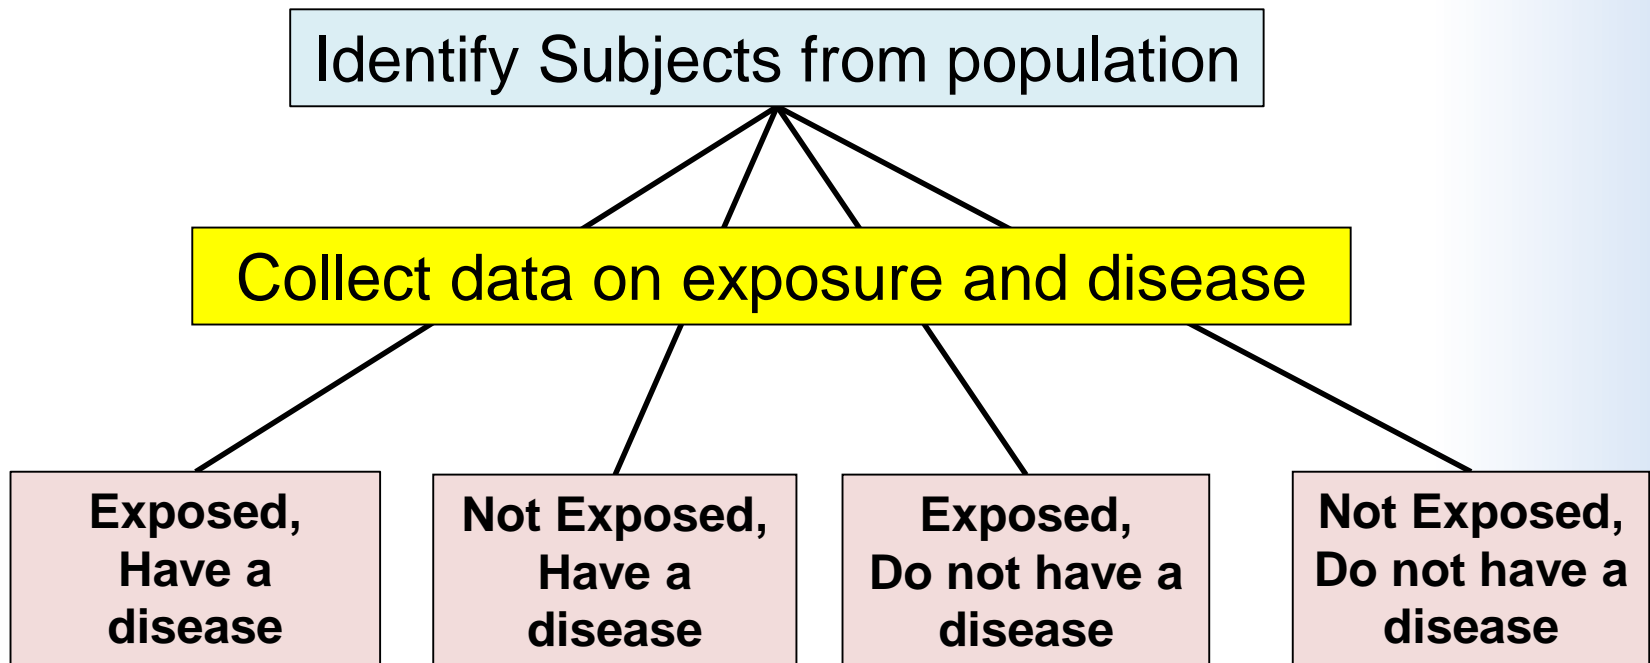 Identify Subjects from population
Collect data on exposure and disease
Exposed,
Have a
disease
Not Exposed,
Have a
disease
Exposed,
Do not have a
disease
Not Exposed,
Do not have a
disease